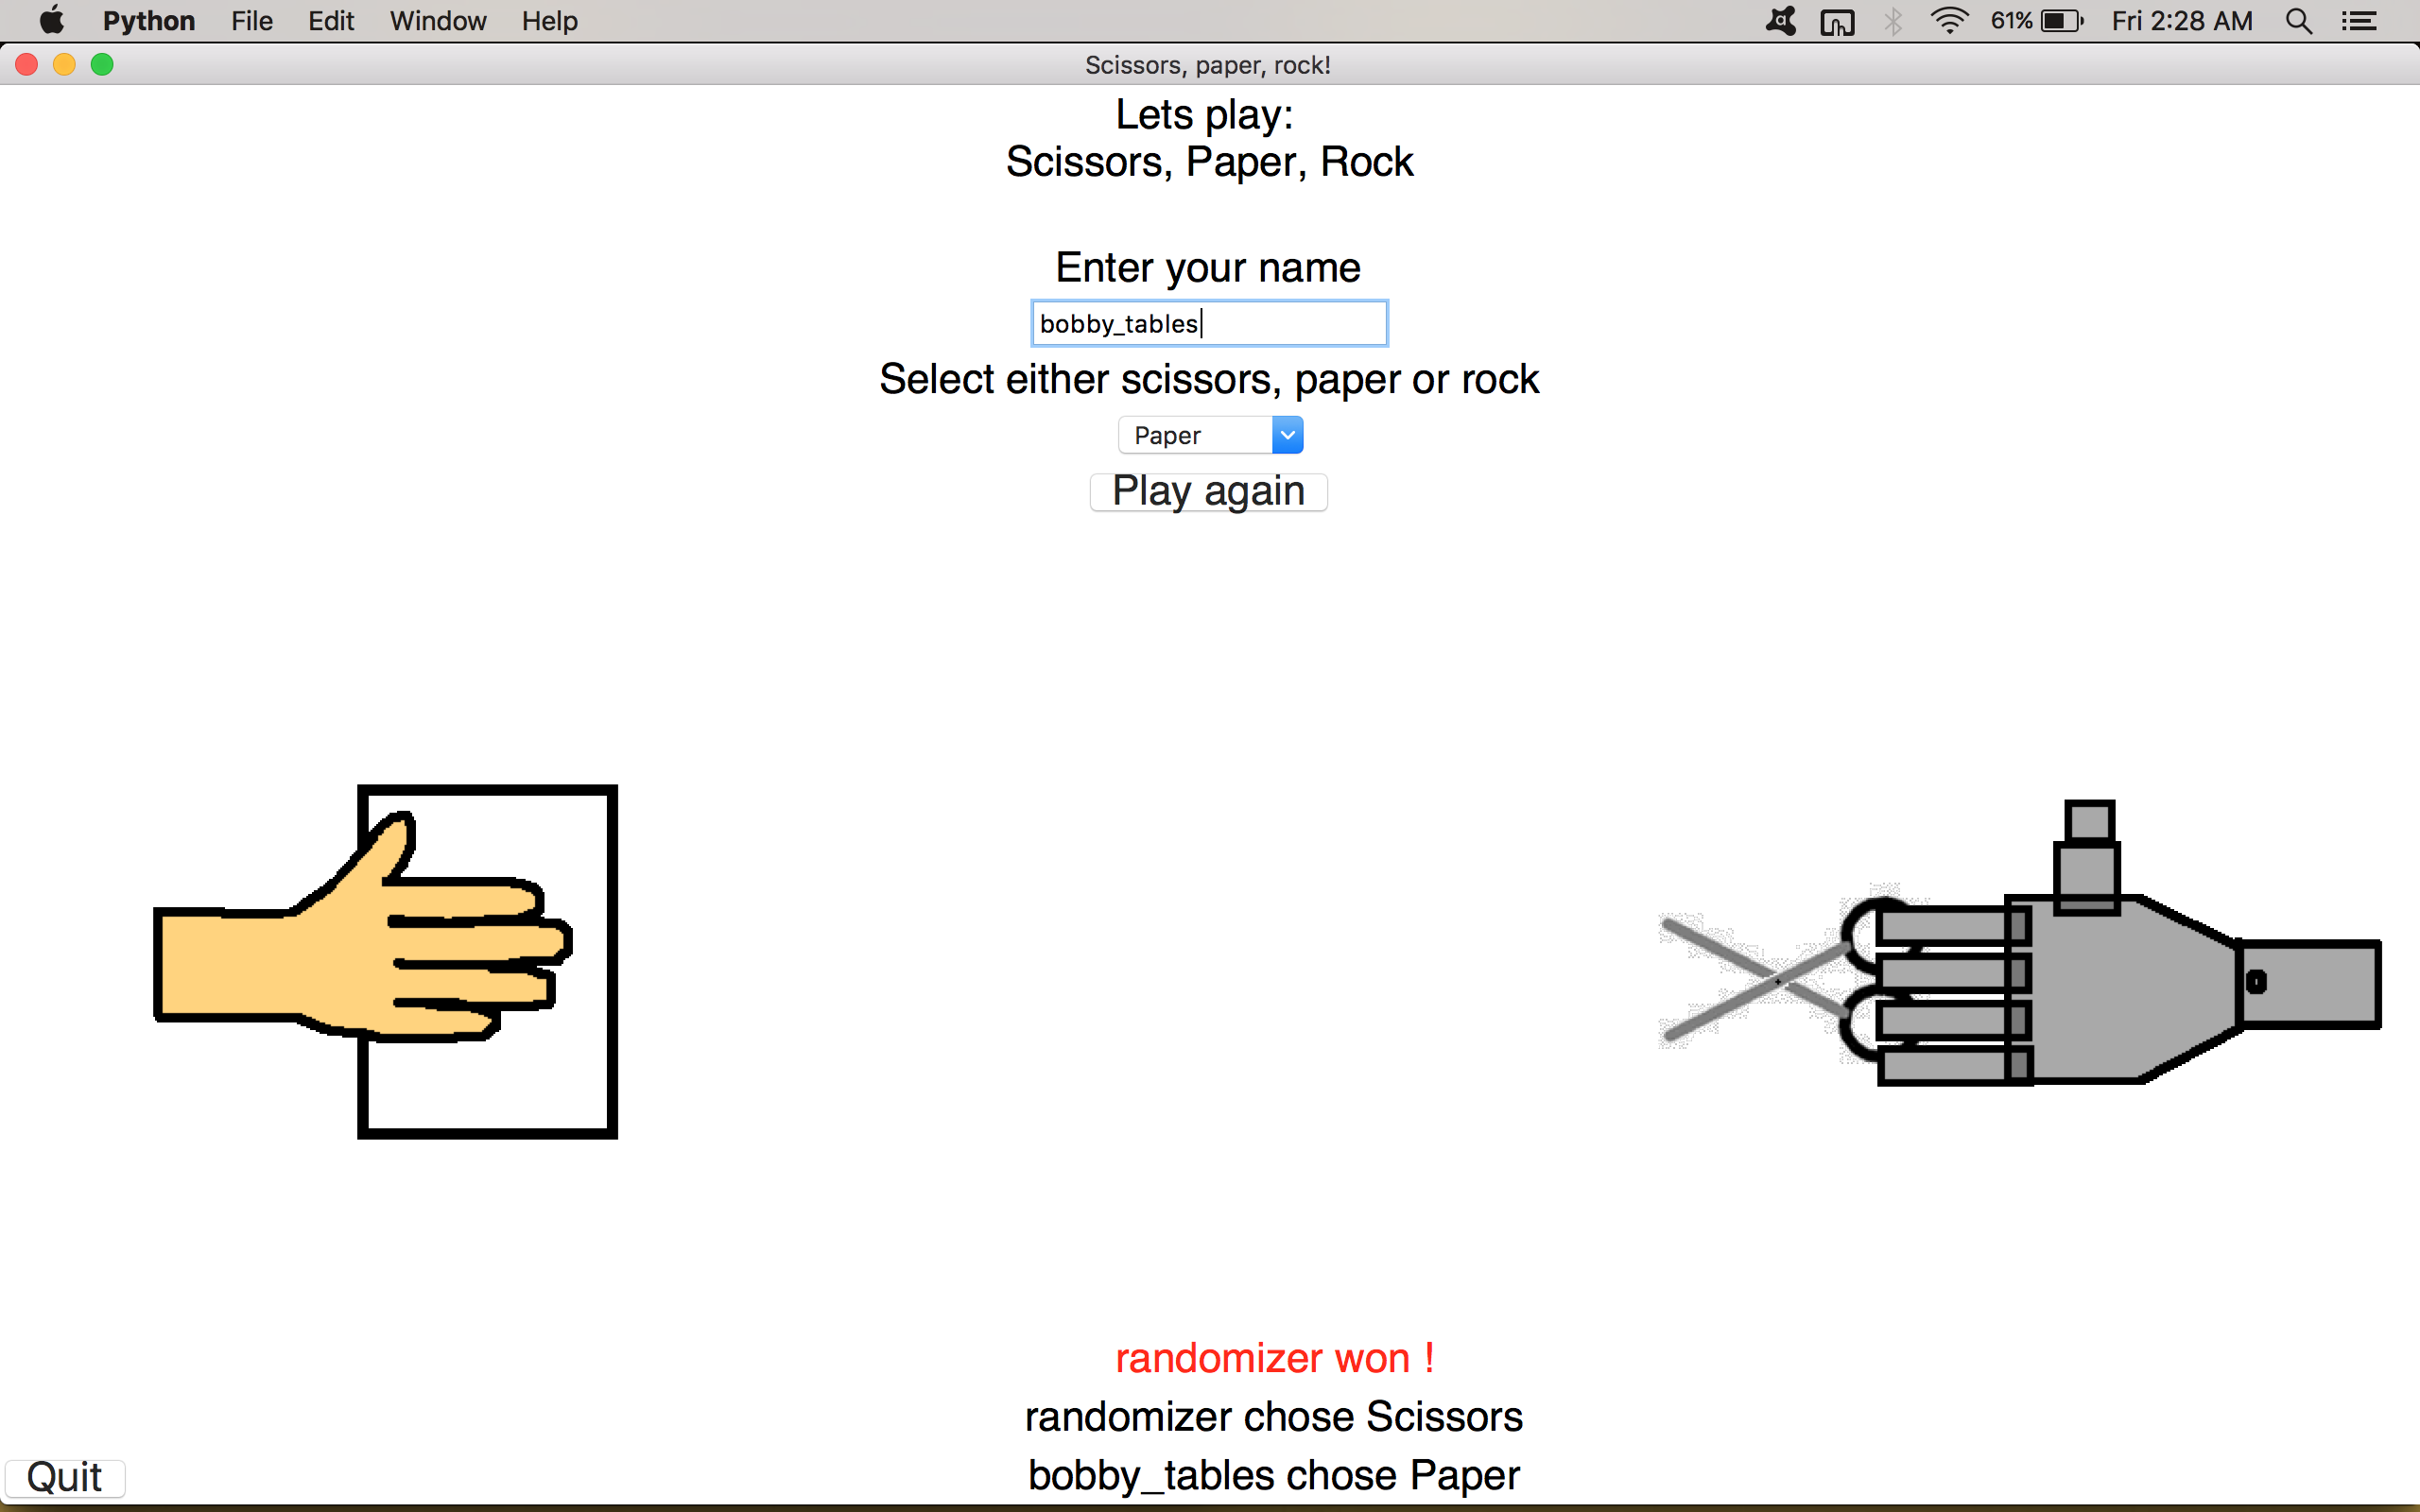 Python File Edit Window Help 61% Fri 2:28 AM
Scissors, paper, rock!
Lets play:
Scissors, Paper, Rock
Enter your name
bobby_tables
Select either scissors, paper or rock
Paper
Play again
randomizer won !
randomizer chose Scissors
bobby_tables chose Paper
Quit